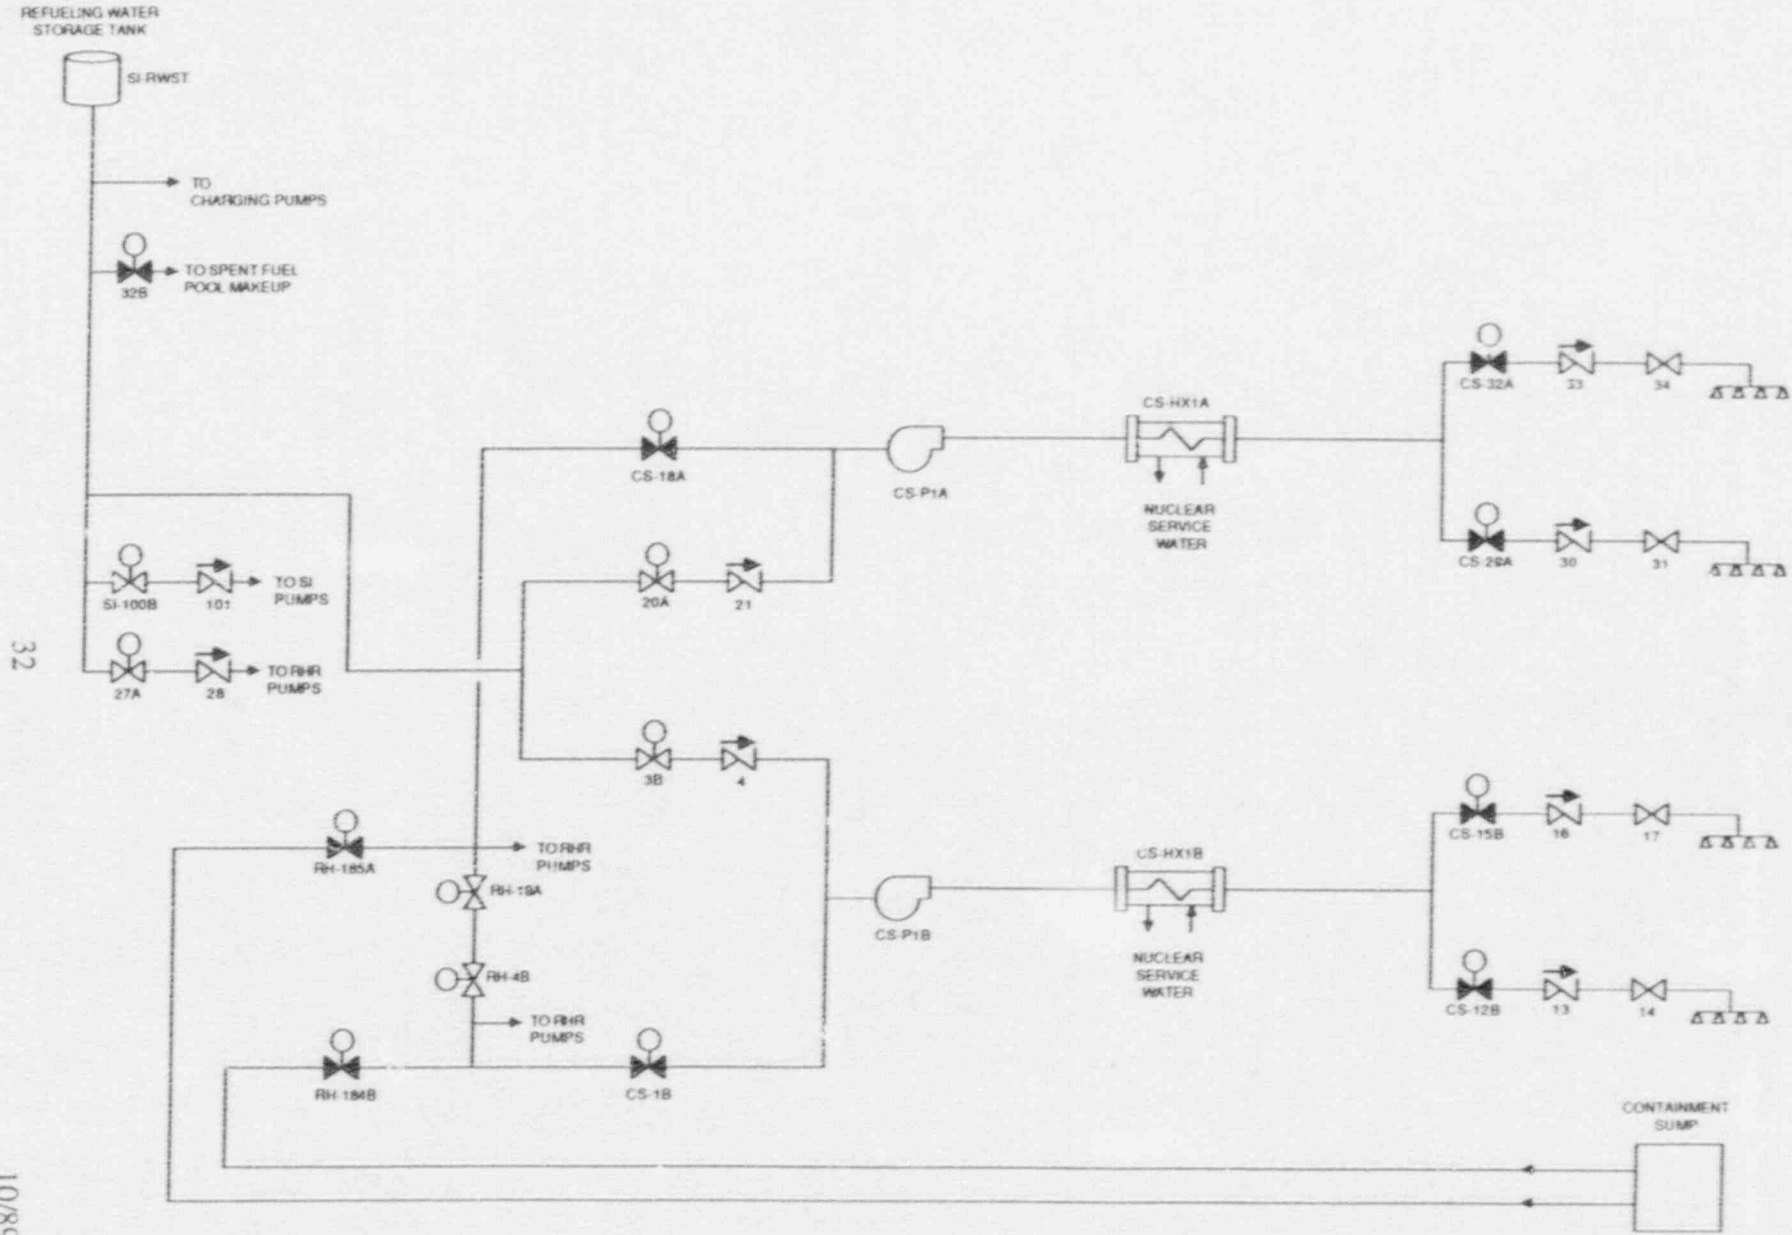 REFUELING WATER
STORAGE TANK
SI-RWST
TO
CHARGING PUMPS
TO SPENT FUEL
POOL MAKEUP
32B
CS-32A
33
34
CS-HX1A
CS-18A
CS-P1A
NUCLEAR
SERVICE
WATER
CS-29A
30
31
TO SI
PUMPS
SI-100B
101
20A
21
TO RHR
PUMPS
27A
28
3B
4
CS-15B
16
17
TO RHR
PUMPS
RH-185A
CS-HX1B
RH-19A
CS-P1B
NUCLEAR
SERVICE
WATER
RH-4B
CS-12B
13
14
TO RHR
PUMPS
RH-184B
CS-1B
CONTAINMENT
SUMP
32